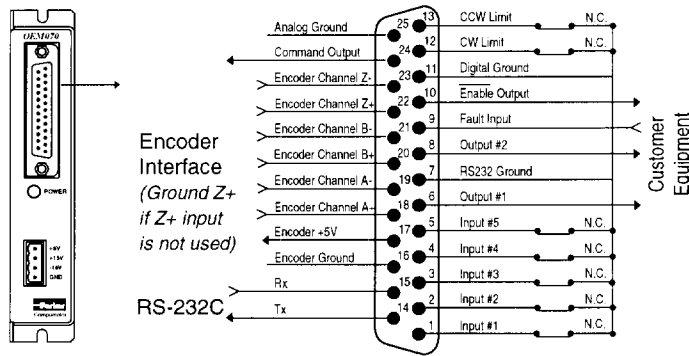 OEM070
POWER
+5V
+15V
-15V
GND
Parker
Compumotor
Encoder
Interface
(Ground Z+
if Z+ input
is not used)
RS-232C
Analog Ground
Command Output
Encoder Channel Z-
Encoder Channel Z+
Encoder Channel B-
Encoder Channel B+
Encoder Channel A-
Encoder Channel A+
Encoder +5V
Encoder Ground
Rx
Tx
25
24
23
22
21
20
19
18
17
16
15
14
13 CCW Limit N.C.
12 CW Limit N.C.
11 Digital Ground
10 Enable Output
9 Fault Input
8 Output #2
7 RS232 Ground
6 Output #1
5 Input #5 N.C.
4 Input #4 N.C.
3 Input #3 N.C.
2 Input #2 N.C.
1 Input #1 N.C.
Customer
Equipment